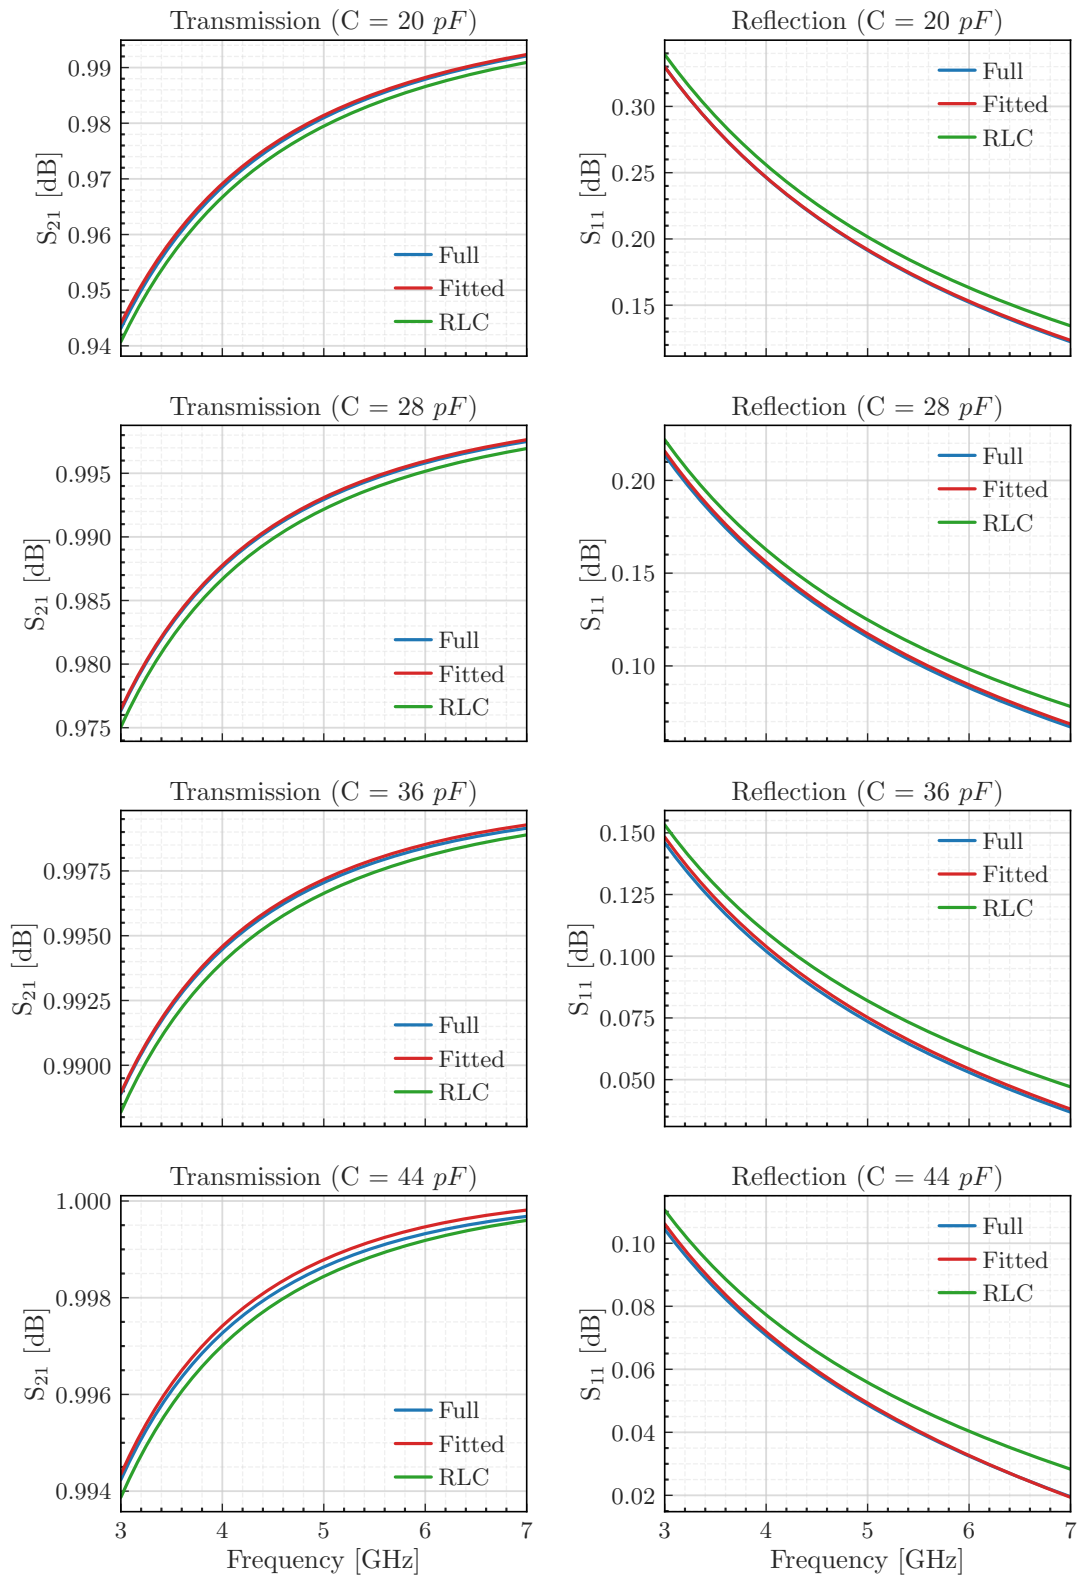 Transmission (C = 20 pF)
0.99
0.98
0.97
0.96
0.95
0.94
S21 [dB]
Full
Fitted
RLC
Reflection (C = 20 pF)
0.30
0.25
0.20
0.15
S11 [dB]
Full
Fitted
RLC
Transmission (C = 28 pF)
0.995
0.990
0.985
0.980
0.975
S21 [dB]
Full
Fitted
RLC
Reflection (C = 28 pF)
0.20
0.15
0.10
S11 [dB]
Full
Fitted
RLC
Transmission (C = 36 pF)
0.9975
0.9950
0.9925
0.9900
S21 [dB]
Full
Fitted
RLC
Reflection (C = 36 pF)
0.150
0.125
0.100
0.075
0.050
S11 [dB]
Full
Fitted
RLC
Transmission (C = 44 pF)
1.000
0.998
0.996
0.994
S21 [dB]
Full
Fitted
RLC
3 4 5 6 7
Frequency [GHz]
Reflection (C = 44 pF)
0.10
0.08
0.06
0.04
0.02
S11 [dB]
Full
Fitted
RLC
3 4 5 6 7
Frequency [GHz]